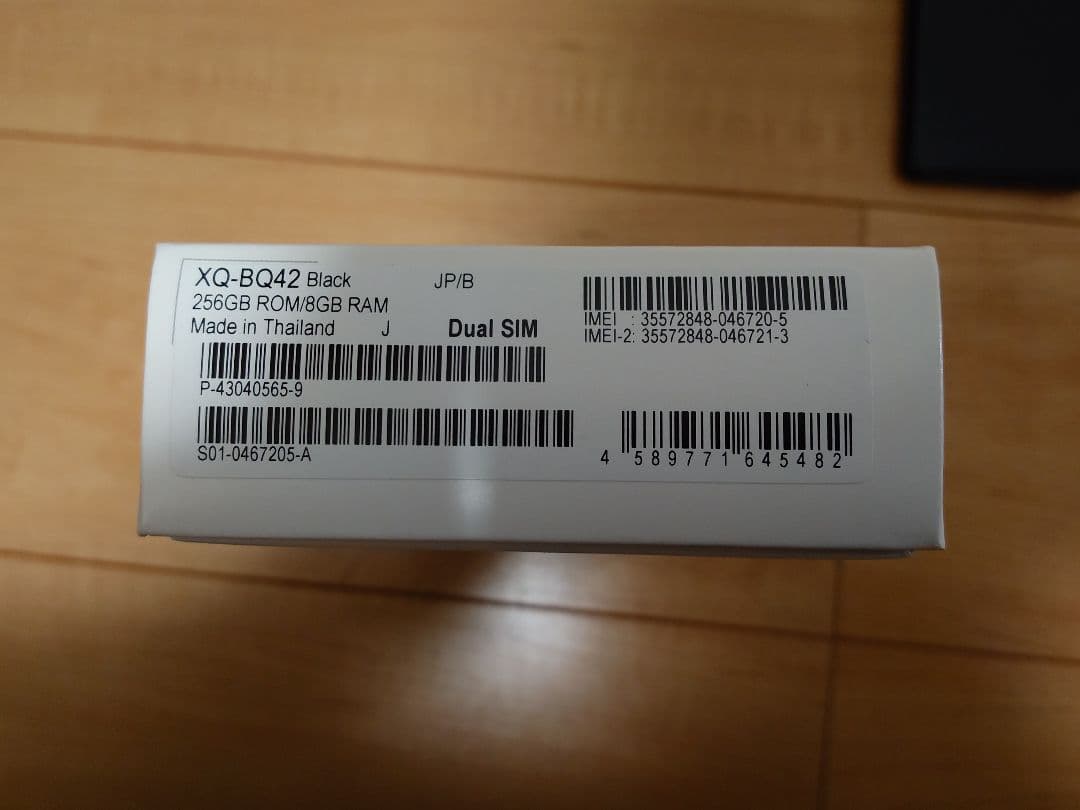 XQ-BQ42 Black JP/B
256GB ROM/8GB RAM
Made in Thailand J Dual SIM
P-43040565-9
S01-0467205-A
IMEI : 35572848-046720-5
IMEI-2: 35572848-046721-3
4 589771 645482